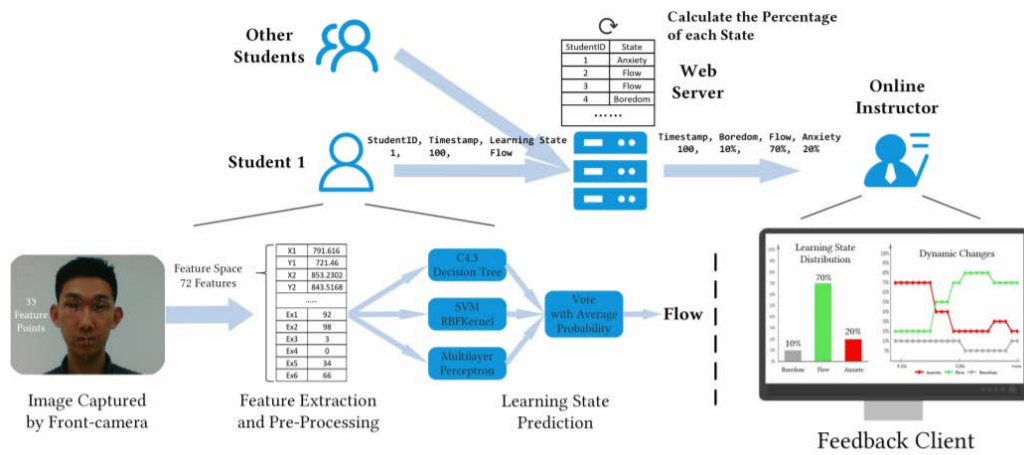 Other
Students
Calculate the Percentage
of each State
StudentID State
1 Anxiety
2 Flow
3 Flow
4 Boredom
......
Web
Server
Online
Instructor
Student 1
StudentID, Timestamp, Learning State
1, 100, Flow
Timestamp, Boredom, Flow, Anxiety
100, 10%, 70%, 20%
33
Feature
Points
Feature Space
72 Features
X1 791.616
Y1 721.46
X2 853.2302
Y2 843.5168
......
Ex1 92
Ex2 98
Ex3 3
Ex4 0
Ex5 34
Ex6 66
C4.5
Decision Tree
SVM
RBFKernel
Multilayer
Perceptron
Vote
with Average
Probability
Flow
Learning State
Distribution
70%
20%
10%
Boredom Flow Anxiety
Dynamic Changes
Anxiety Flow Boredom
Image Captured
by Front-camera
Feature Extraction
and Pre-Processing
Learning State
Prediction
Feedback Client